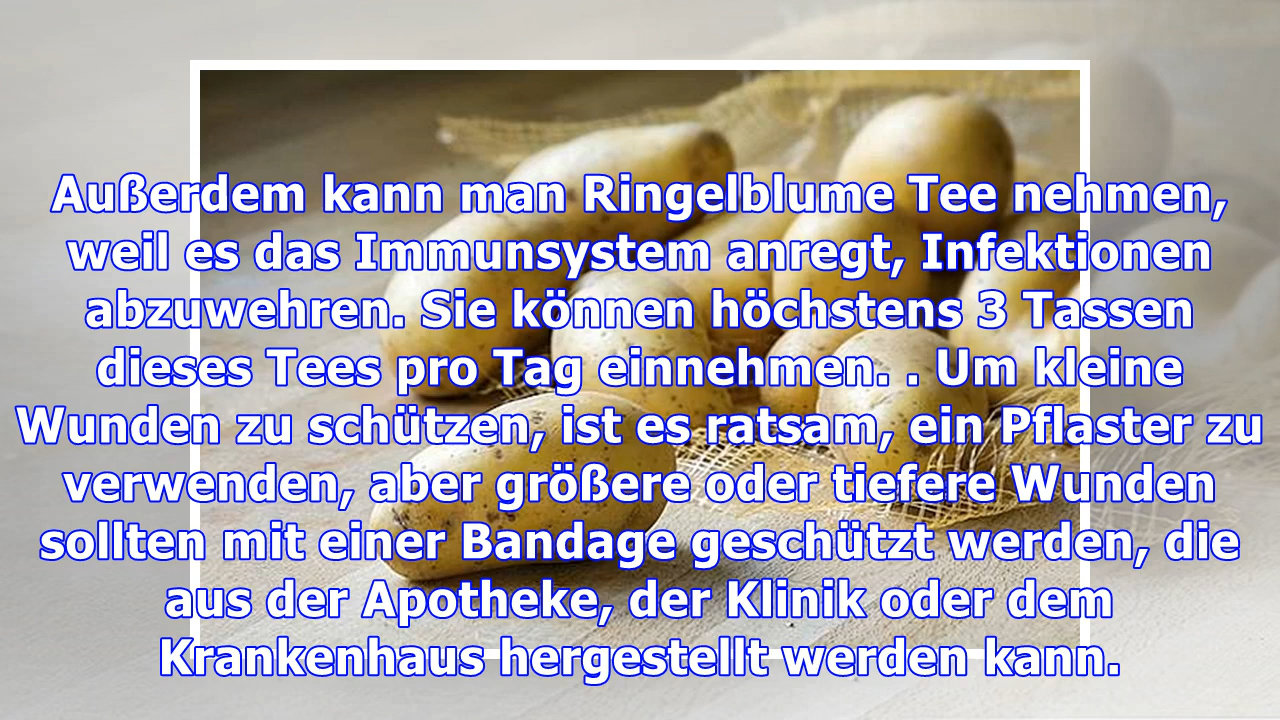 Außerdem kann man Ringelblume Tee nehmen,
weil es das Immunsystem anregt, Infektionen
abzuwehren. Sie können höchstens 3 Tassen
dieses Tees pro Tag einnehmen. . Um kleine
Wunden zu schützen, ist es ratsam, ein Pflaster zu
verwenden, aber größere oder tiefere Wunden
sollten mit einer Bandage geschützt werden, die
aus der Apotheke, der Klinik oder dem
Krankenhaus hergestellt werden kann.